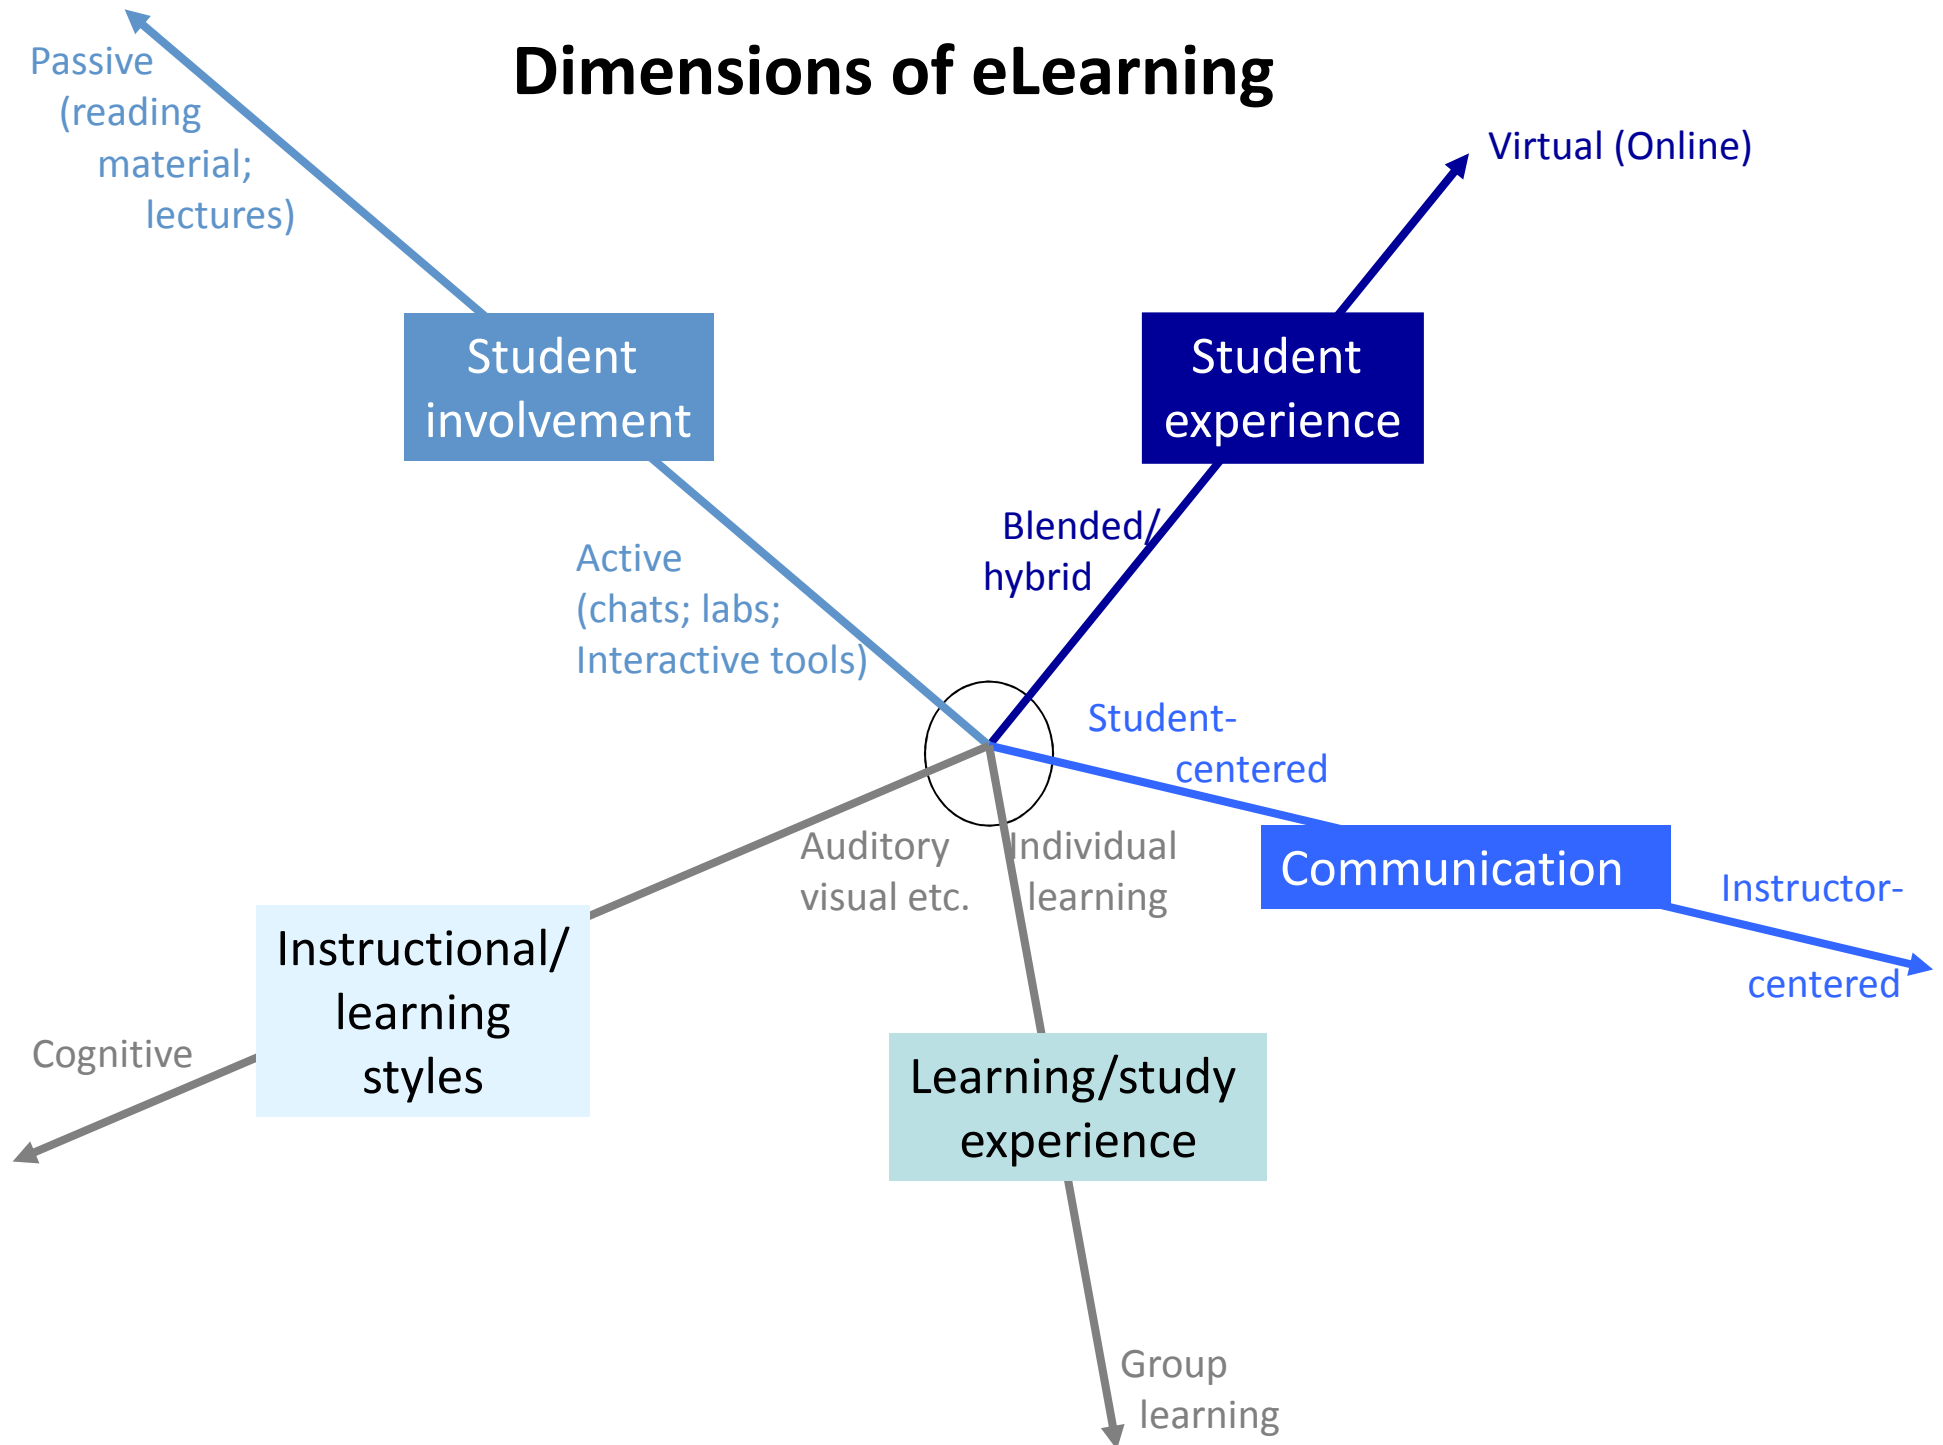 Dimensions of eLearning
Passive
(reading
material;
lectures)
Virtual (Online)
Student
involvement
Student
experience
Active
(chats; labs;
Interactive tools)
Blended/
hybrid
Student-
centered
Communication
Instructor-
centered
Auditory
visual etc.
Individual
learning
Instructional/
learning
styles
Cognitive
Learning/study
experience
Group
learning